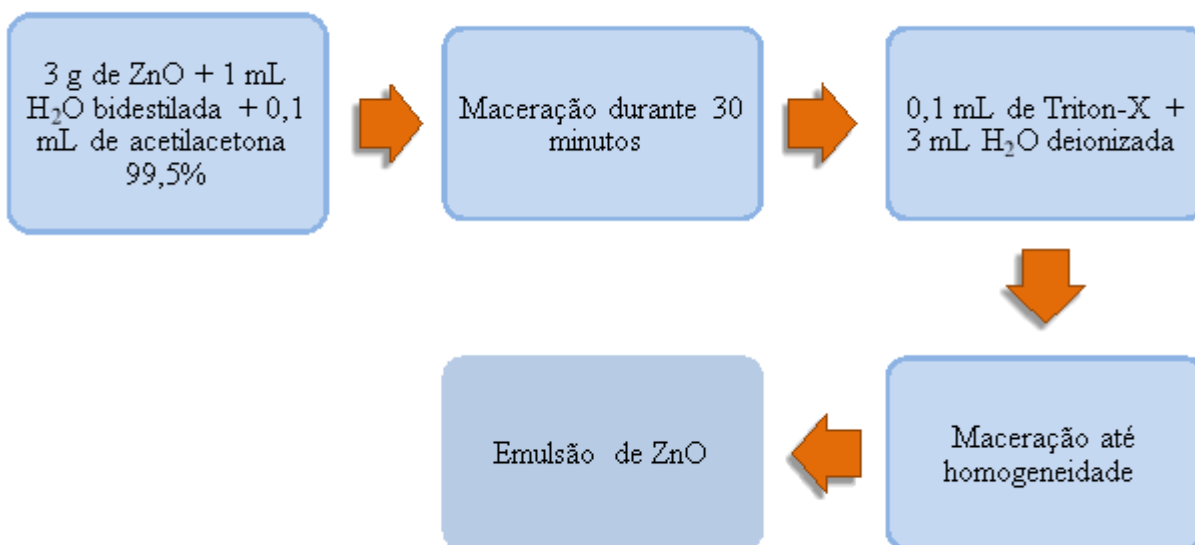 3 g de ZnO + 1 mL
H₂O bidestilada + 0,1
mL de acetilacetona
99,5%
Maceração durante 30
minutos
0,1 mL de Triton-X +
3 mL H₂O deionizada
Maceração até
homogeneidade
Emulsão de ZnO